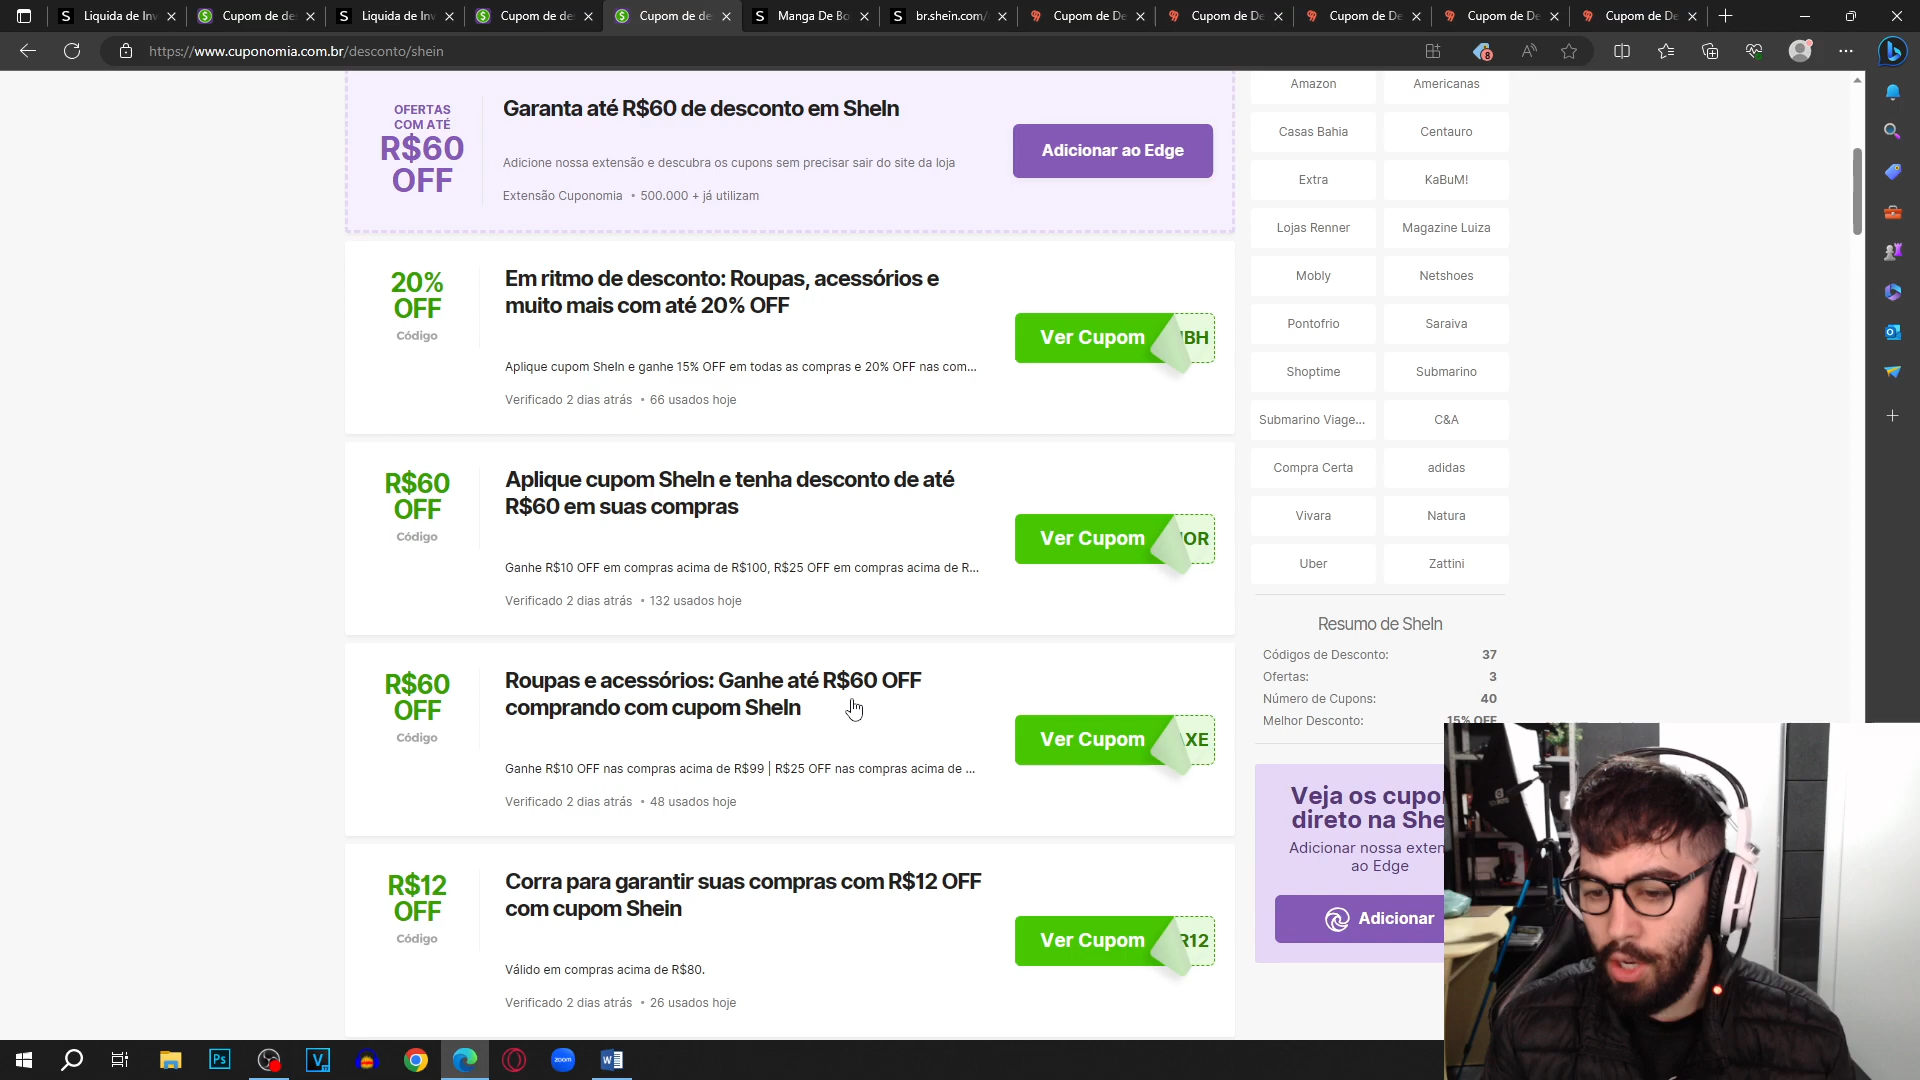 Liquida de Inv
Cupom de de
Liquida de Inv
Cupom de de
Cupom de de
Manga De Bo
br.shein.com/
Cupom de De
Cupom de De
Cupom de De
Cupom de De
Cupom de De
https://www.cuponomia.com.br/desconto/shein
OFERTAS
COM ATÉ
R$60
OFF
Garanta até R$60 de desconto em SheIn
Adicione nossa extensão e descubra os cupons sem precisar sair do site da loja
Extensão Cuponomia • 500.000 + já utilizam
Adicionar ao Edge
20%
OFF
Código
Em ritmo de desconto: Roupas, acessórios e
muito mais com até 20% OFF
Aplique cupom SheIn e ganhe 15% OFF em todas as compras e 20% OFF nas com...
Verificado 2 dias atrás • 66 usados hoje
Ver Cupom
BH
R$60
OFF
Código
Aplique cupom SheIn e tenha desconto de até
R$60 em suas compras
Ganhe R$10 OFF em compras acima de R$100, R$25 OFF em compras acima de R...
Verificado 2 dias atrás • 132 usados hoje
Ver Cupom
OR
R$60
OFF
Código
Roupas e acessórios: Ganhe até R$60 OFF
comprando com cupom SheIn
Ganhe R$10 OFF nas compras acima de R$99 | R$25 OFF nas compras acima de ...
Verificado 2 dias atrás • 48 usados hoje
Ver Cupom
XE
R$12
OFF
Código
Corra para garantir suas compras com R$12 OFF
com cupom Shein
Válido em compras acima de R$80.
Verificado 2 dias atrás • 26 usados hoje
Ver Cupom
R12
Amazon
Americanas
Casas Bahia
Centauro
Extra
KaBuM!
Lojas Renner
Magazine Luiza
Mobly
Netshoes
Pontofrio
Saraiva
Shoptime
Submarino
Submarino Viage...
C&A
Compra Certa
adidas
Vivara
Natura
Uber
Zattini
Resumo de SheIn
Códigos de Desconto: 37
Ofertas: 3
Número de Cupons: 40
Melhor Desconto: 15% OFF
Veja os cupo
direto na She
Adicionar nossa exten
ao Edge
Adicionar
8
Ps
V
zoom
W